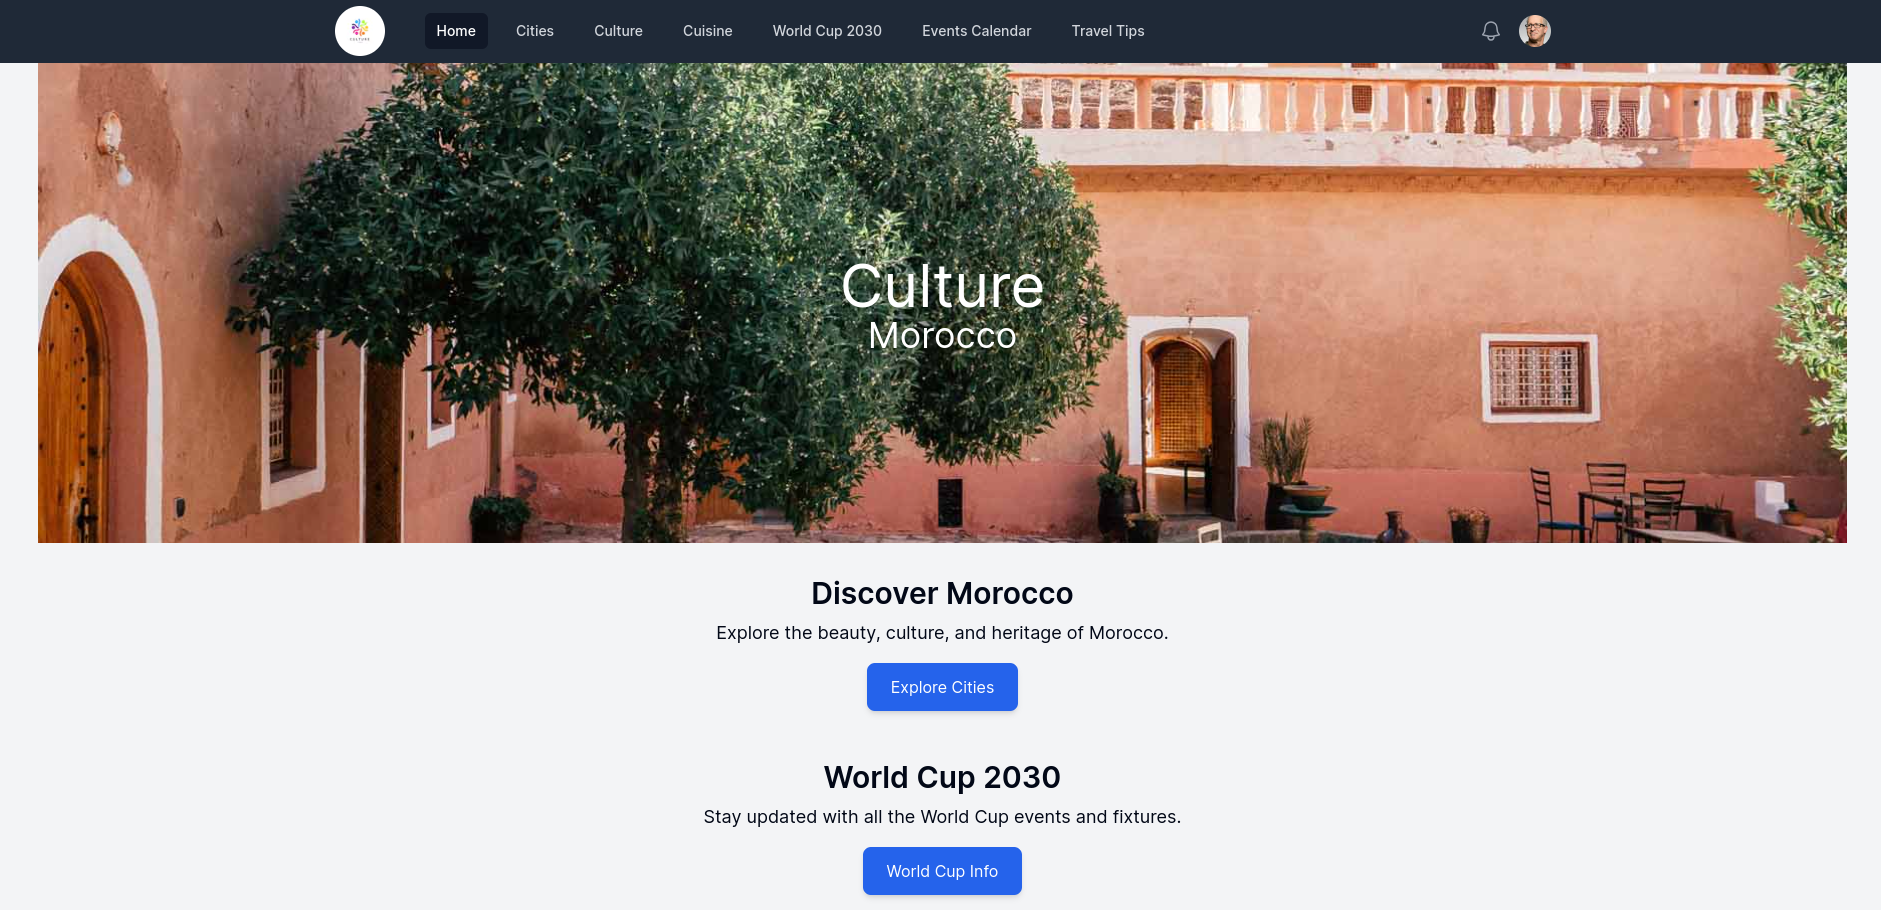 CULTURE
Home
Cities
Culture
Cuisine
World Cup 2030
Events Calendar
Travel Tips
Culture
Morocco
Discover Morocco
Explore the beauty, culture, and heritage of Morocco.
Explore Cities
World Cup 2030
Stay updated with all the World Cup events and fixtures.
World Cup Info